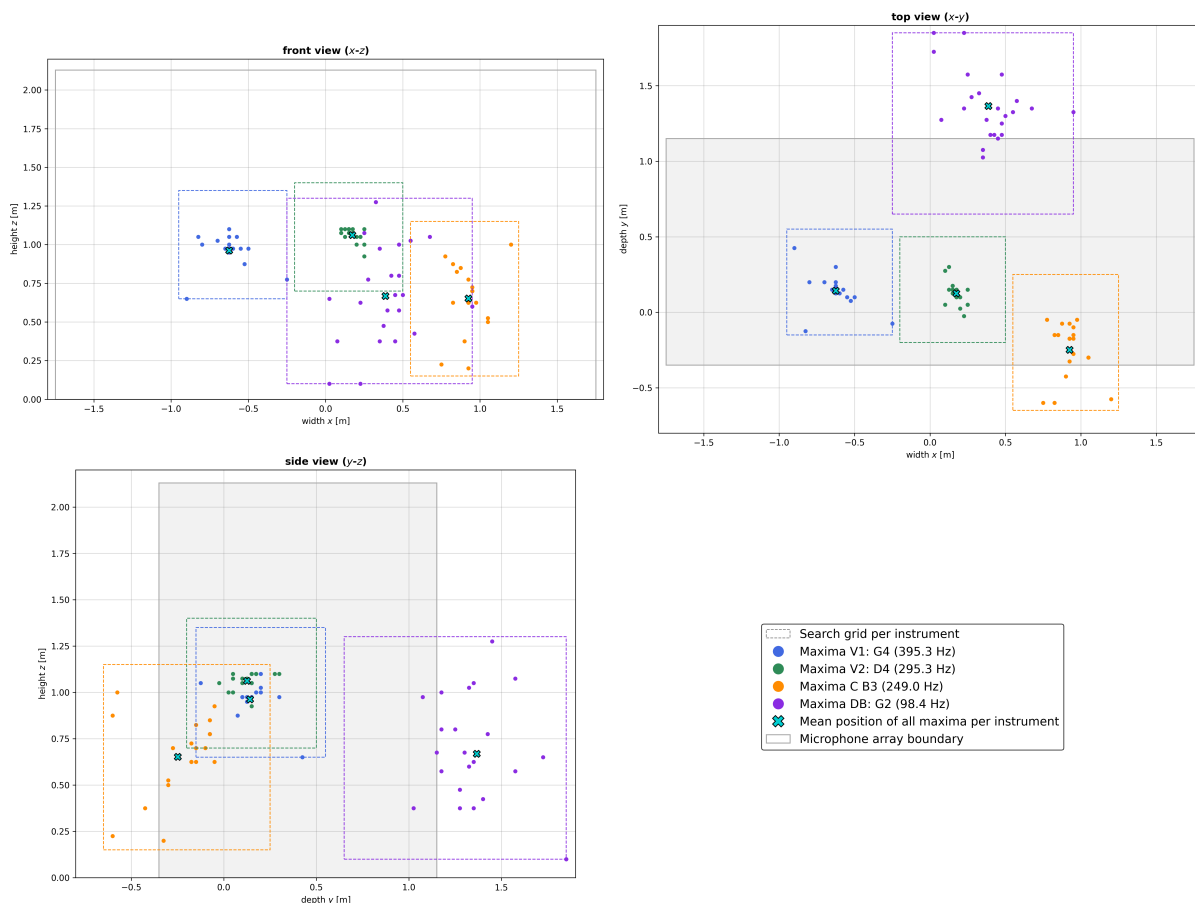 front view (x-z)
2.00
1.75
1.50
1.25
1.00
0.75
0.50
0.25
0.00
height z [m]
−1.5 −1.0 −0.5 0.0 0.5 1.0 1.5
width x [m]
top view (x-y)
1.5
1.0
0.5
0.0
−0.5
depth y [m]
−1.5 −1.0 −0.5 0.0 0.5 1.0 1.5
width x [m]
side view (y-z)
2.00
1.75
1.50
1.25
1.00
0.75
0.50
0.25
0.00
height z [m]
−0.5 0.0 0.5 1.0 1.5
depth y [m]
Search grid per instrument
Maxima V1: G4 (395.3 Hz)
Maxima V2: D4 (295.3 Hz)
Maxima C B3 (249.0 Hz)
Maxima DB: G2 (98.4 Hz)
Mean position of all maxima per instrument
Microphone array boundary